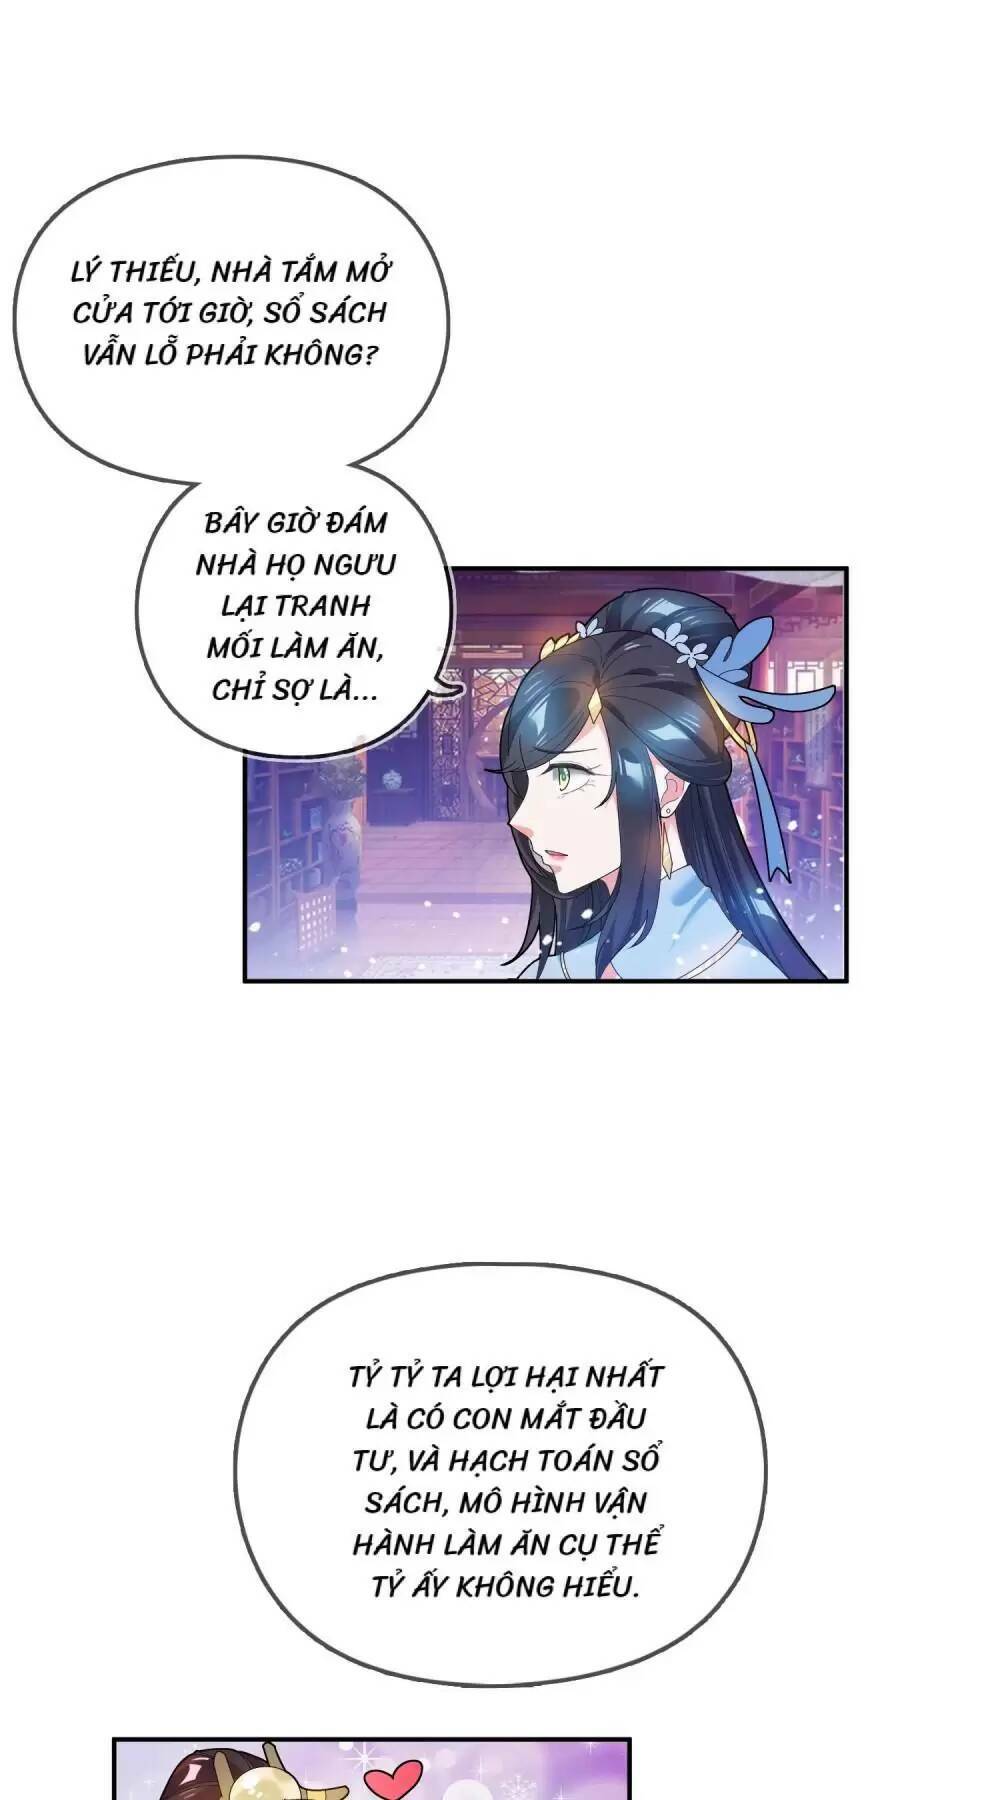 LÝ THIẾU, NHÀ TẮM MỞ
CỬA TỚI GIỜ, SỔ SÁCH
VẪN LỖ PHẢI KHÔNG?
BÂY GIỜ ĐÁM
NHÀ HỌ NGƯU
LẠI TRANH
MỐI LÀM ĂN,
CHỈ SỢ LÀ...
TỶ TỶ TA LỢI HẠI NHẤT
LÀ CÓ CON MẮT ĐẦU
TƯ, VÀ HẠCH TOÁN SỔ
SÁCH, MÔ HÌNH VẬN
HÀNH LÀM ĂN CỤ THỂ
TỶ ẤY KHÔNG HIỂU.